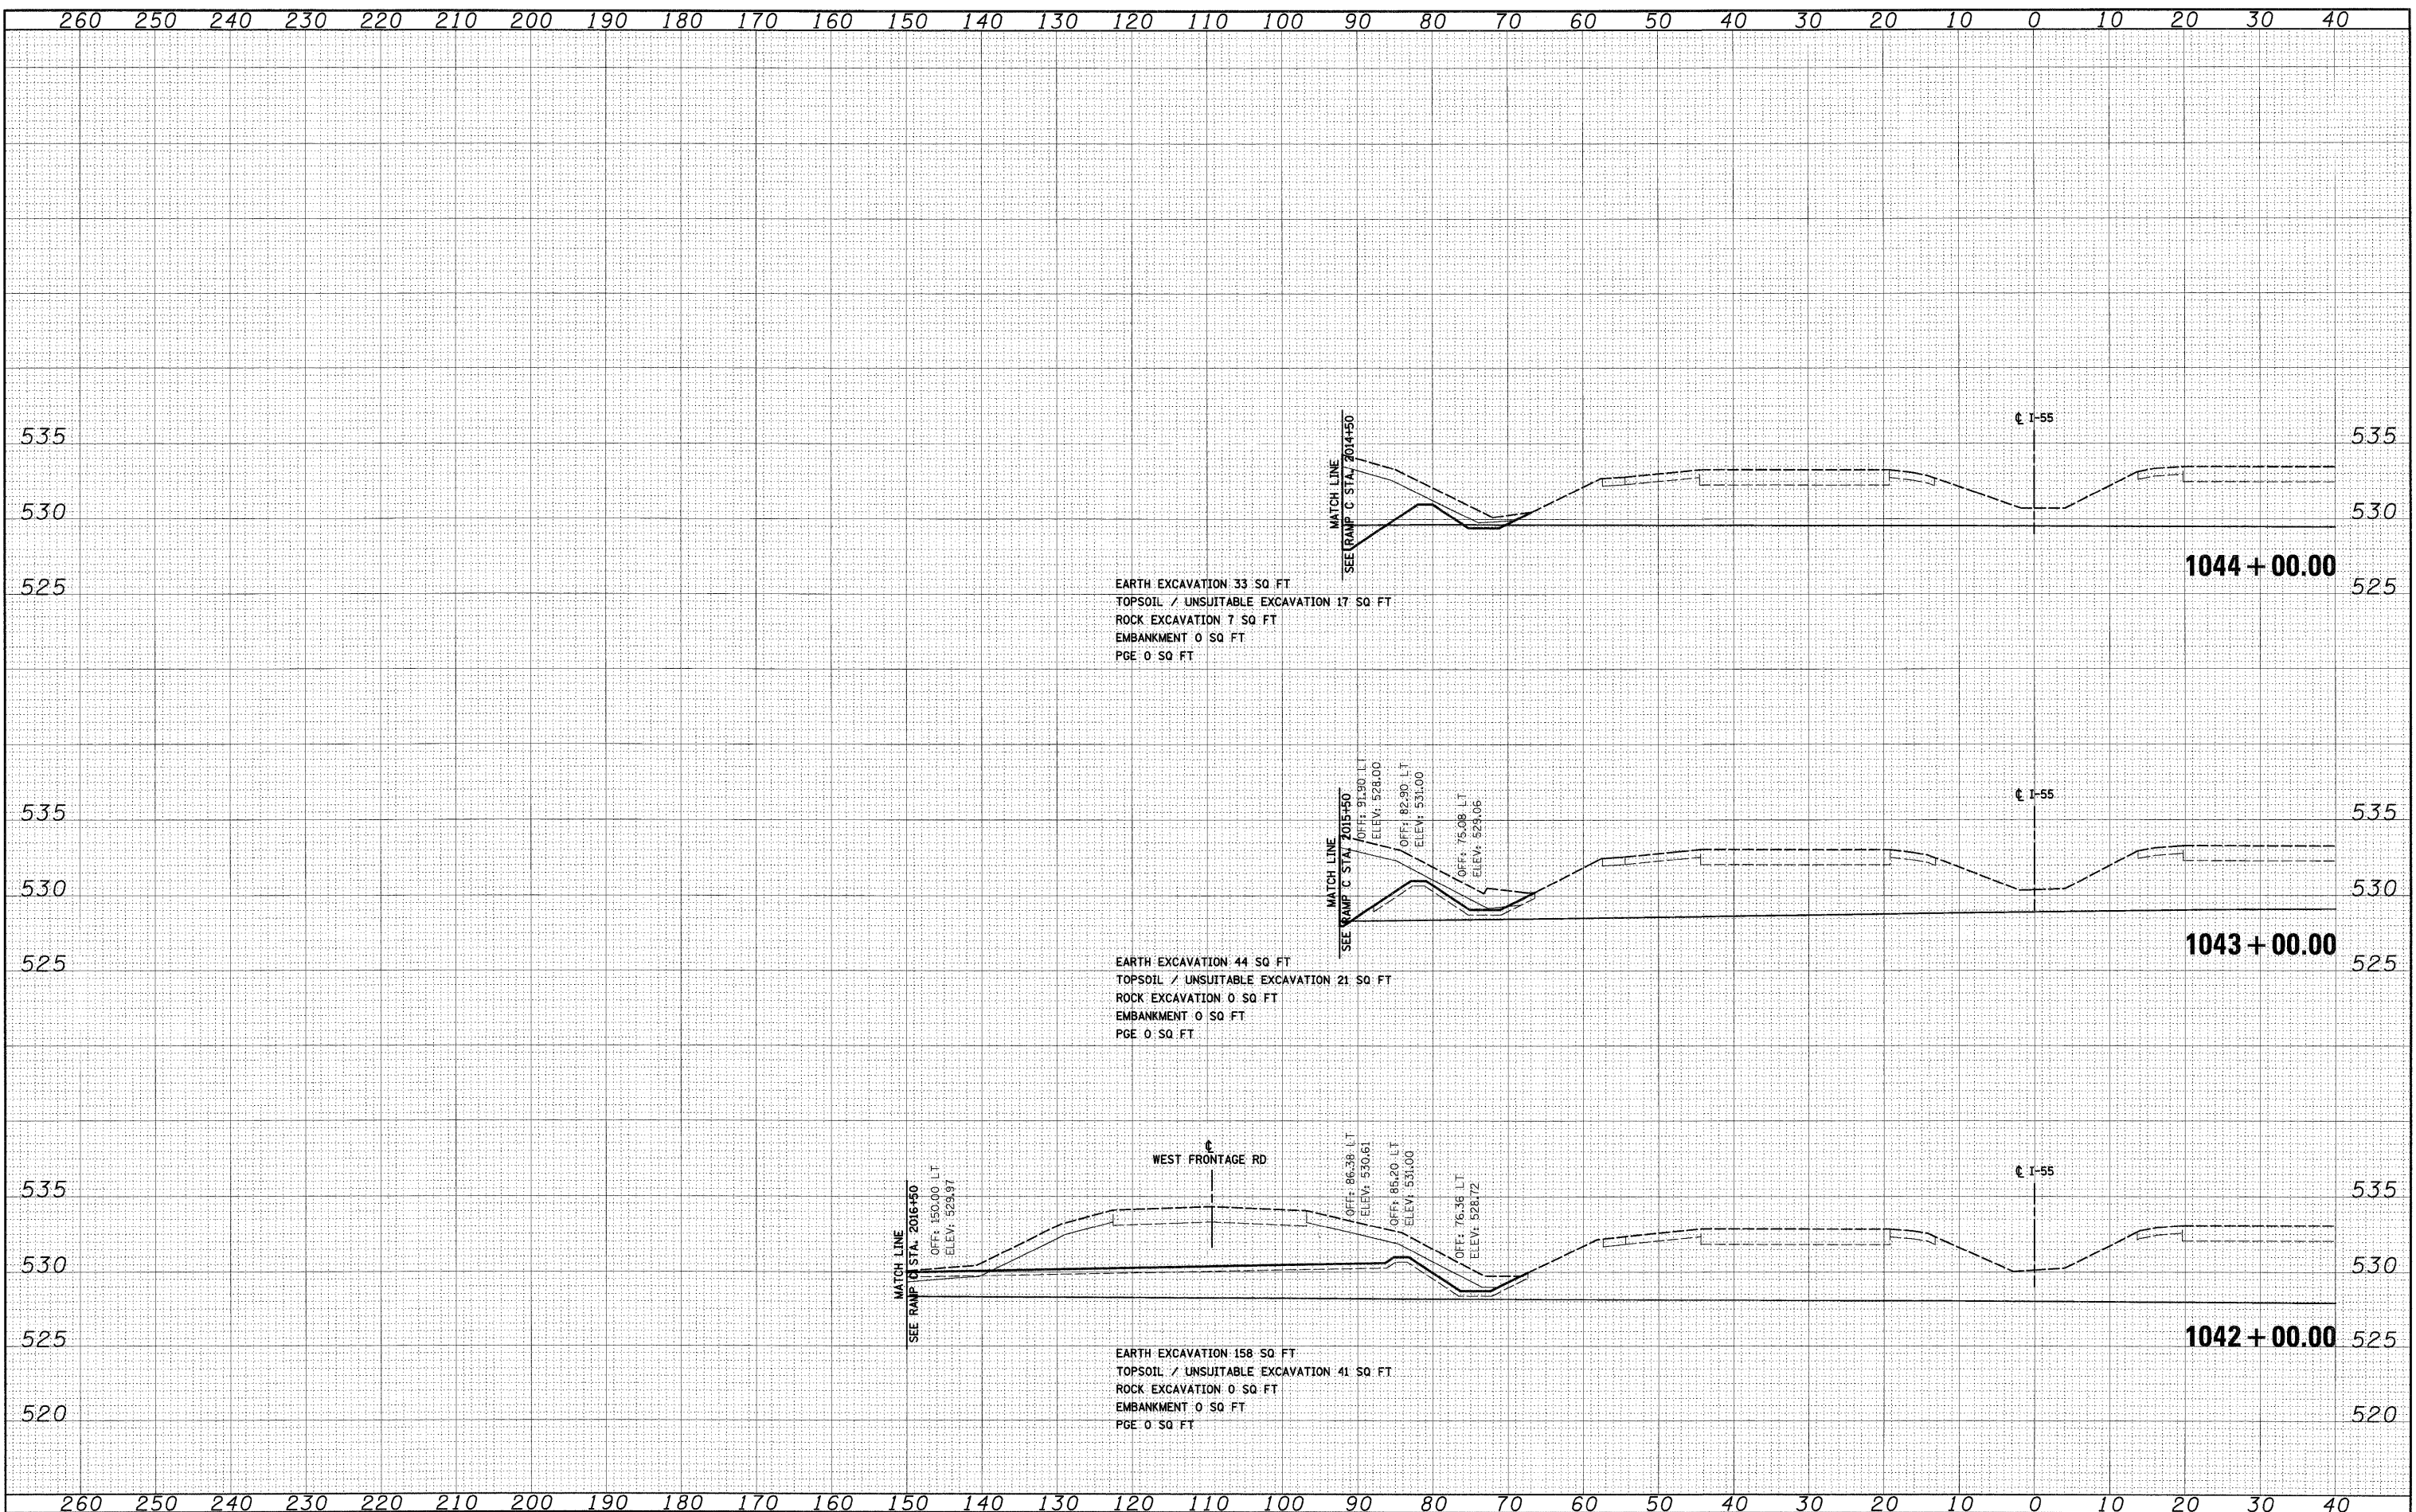 260 250 240 230 220 210 200 190 180 170 160 150 140 130 120 110 100 90 80 70 60 50 40 30 20 10 0 10 20 30 40
℄ I-55
535 535
MATCH LINE
SEE RAMP C STA. 2014+50
530 530
1044 + 00.00
525 525
EARTH EXCAVATION 33 SQ FT
TOPSOIL / UNSUITABLE EXCAVATION 17 SQ FT
ROCK EXCAVATION 7 SQ FT
EMBANKMENT 0 SQ FT
PGE 0 SQ FT
OFF: 91.90 LT
ELEV: 528.00
OFF: 82.90 LT
ELEV: 531.00
OFF: 75.08 LT
ELEV: 529.06
℄ I-55
535 535
MATCH LINE
SEE RAMP C STA. 2015+50
530 530
1043 + 00.00
525 525
EARTH EXCAVATION 44 SQ FT
TOPSOIL / UNSUITABLE EXCAVATION 21 SQ FT
ROCK EXCAVATION 0 SQ FT
EMBANKMENT 0 SQ FT
PGE 0 SQ FT
℄
WEST FRONTAGE RD
OFF: 150.00 LT
ELEV: 529.97
OFF: 86.38 LT
ELEV: 530.61
OFF: 85.20 LT
ELEV: 531.00
OFF: 76.36 LT
ELEV: 528.72
℄ I-55
535 535
MATCH LINE
SEE RAMP C STA. 2016+50
530 530
1042 + 00.00
525 525
EARTH EXCAVATION 158 SQ FT
TOPSOIL / UNSUITABLE EXCAVATION 41 SQ FT
ROCK EXCAVATION 0 SQ FT
EMBANKMENT 0 SQ FT
PGE 0 SQ FT
520 520
260 250 240 230 220 210 200 190 180 170 160 150 140 130 120 110 100 90 80 70 60 50 40 30 20 10 0 10 20 30 40